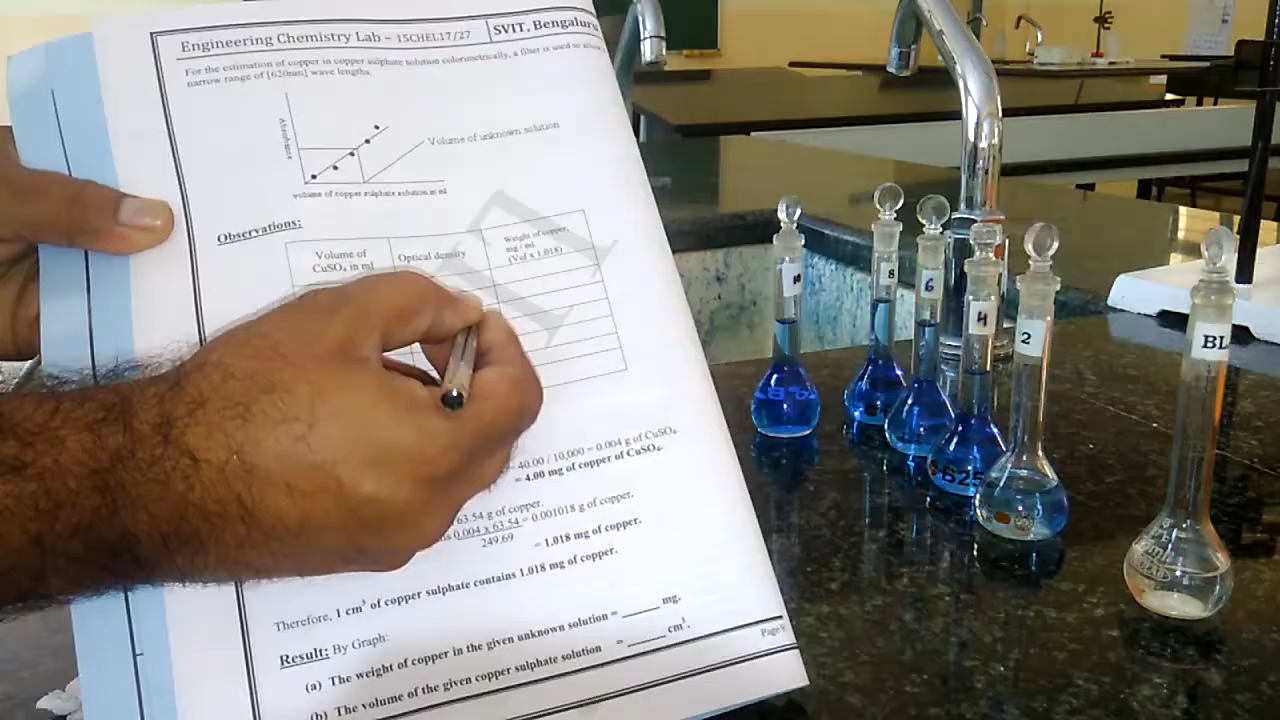 Engineering Chemistry Lab – 15CHEL17/27
SVIT, Bengaluru
For the estimation of copper in copper sulphate solution colorimetrically, a filter is used to allow
narrow range of [620nm] wave lengths.
Absorbance
Volume of unknown solution
volume of copper sulphate solution in ml
Observations:
Volume of
CuSO₄ in ml
Optical density
Weight of copper
mg / ml
(Vof x 1.018)
= 40.00 / 10,000 = 0.004 g of CuSO₄
= 4.00 mg of copper of CuSO₄.
63.54 g of copper.
0.004 x 63.54 = 0.001018 g of copper.
249.69
= 1.018 mg of copper.
Therefore, 1 cm³ of copper sulphate contains 1.018 mg of copper.
Result: By Graph:
(a) The weight of copper in the given unknown solution = ______ mg.
(b) The volume of the given copper sulphate solution = ______ cm³.
Page
10
8
6
4
2
BL